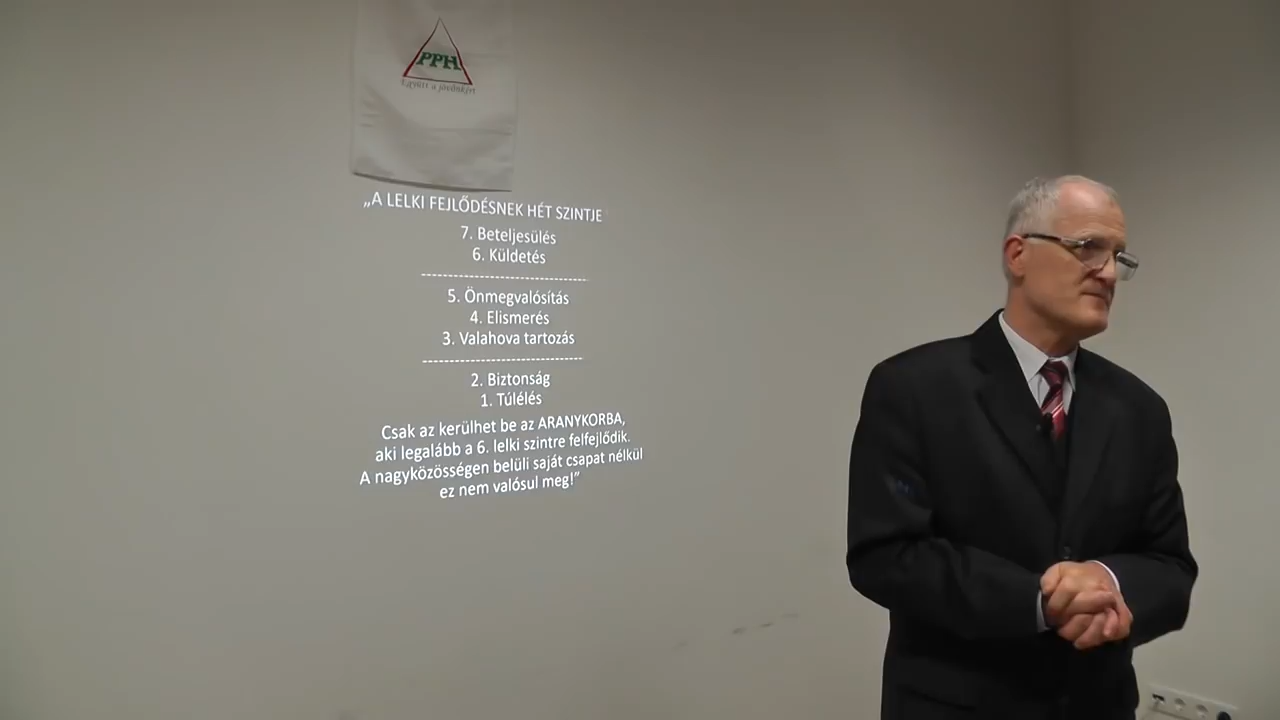 PPH
Együtt a jövőnkért
„A LELKI FEJLŐDÉSNEK HÉT SZINTJE
7. Beteljesülés
6. Küldetés
----------------------------------
5. Önmegvalósítás
4. Elismerés
3. Valahova tartozás
---------------------------------
2. Biztonság
1. Túlélés
Csak az kerülhet be az ARANYKORBA,
aki legalább a 6. lelki szintre felfejlődik.
A nagyközösségen belüli saját csapat nélkül
ez nem valósul meg!”